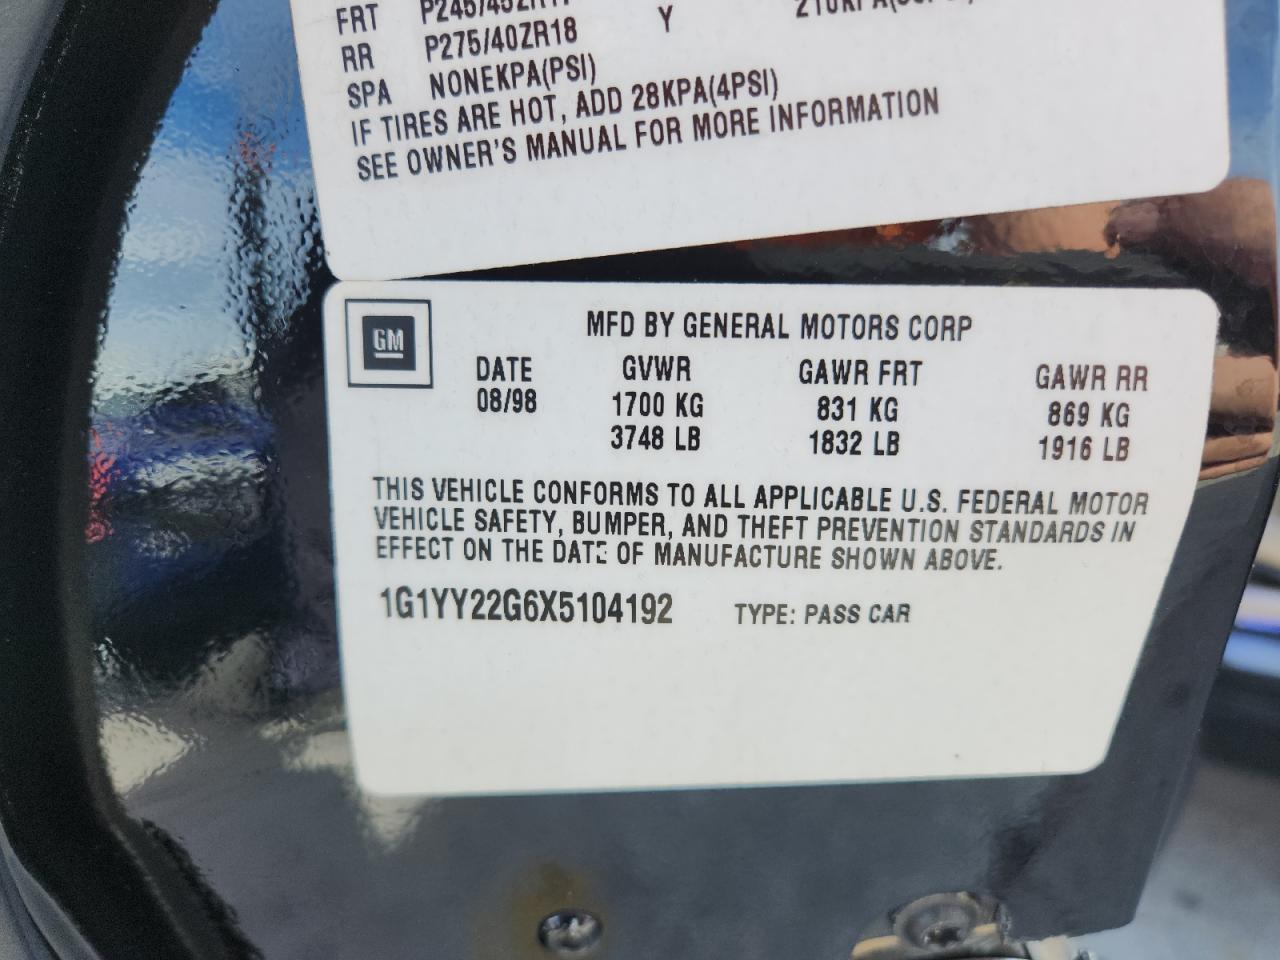 FRT P245/45ZR17
RR P275/40ZR18 Y
SPA NONEKPA(PSI)
IF TIRES ARE HOT, ADD 28KPA(4PSI)
SEE OWNER'S MANUAL FOR MORE INFORMATION
GM
MFD BY GENERAL MOTORS CORP
DATE GVWR GAWR FRT GAWR RR
08/98 1700 KG 831 KG 869 KG
3748 LB 1832 LB 1916 LB
THIS VEHICLE CONFORMS TO ALL APPLICABLE U.S. FEDERAL MOTOR
VEHICLE SAFETY, BUMPER, AND THEFT PREVENTION STANDARDS IN
EFFECT ON THE DATE OF MANUFACTURE SHOWN ABOVE.
1G1YY22G6X5104192 TYPE: PASS CAR